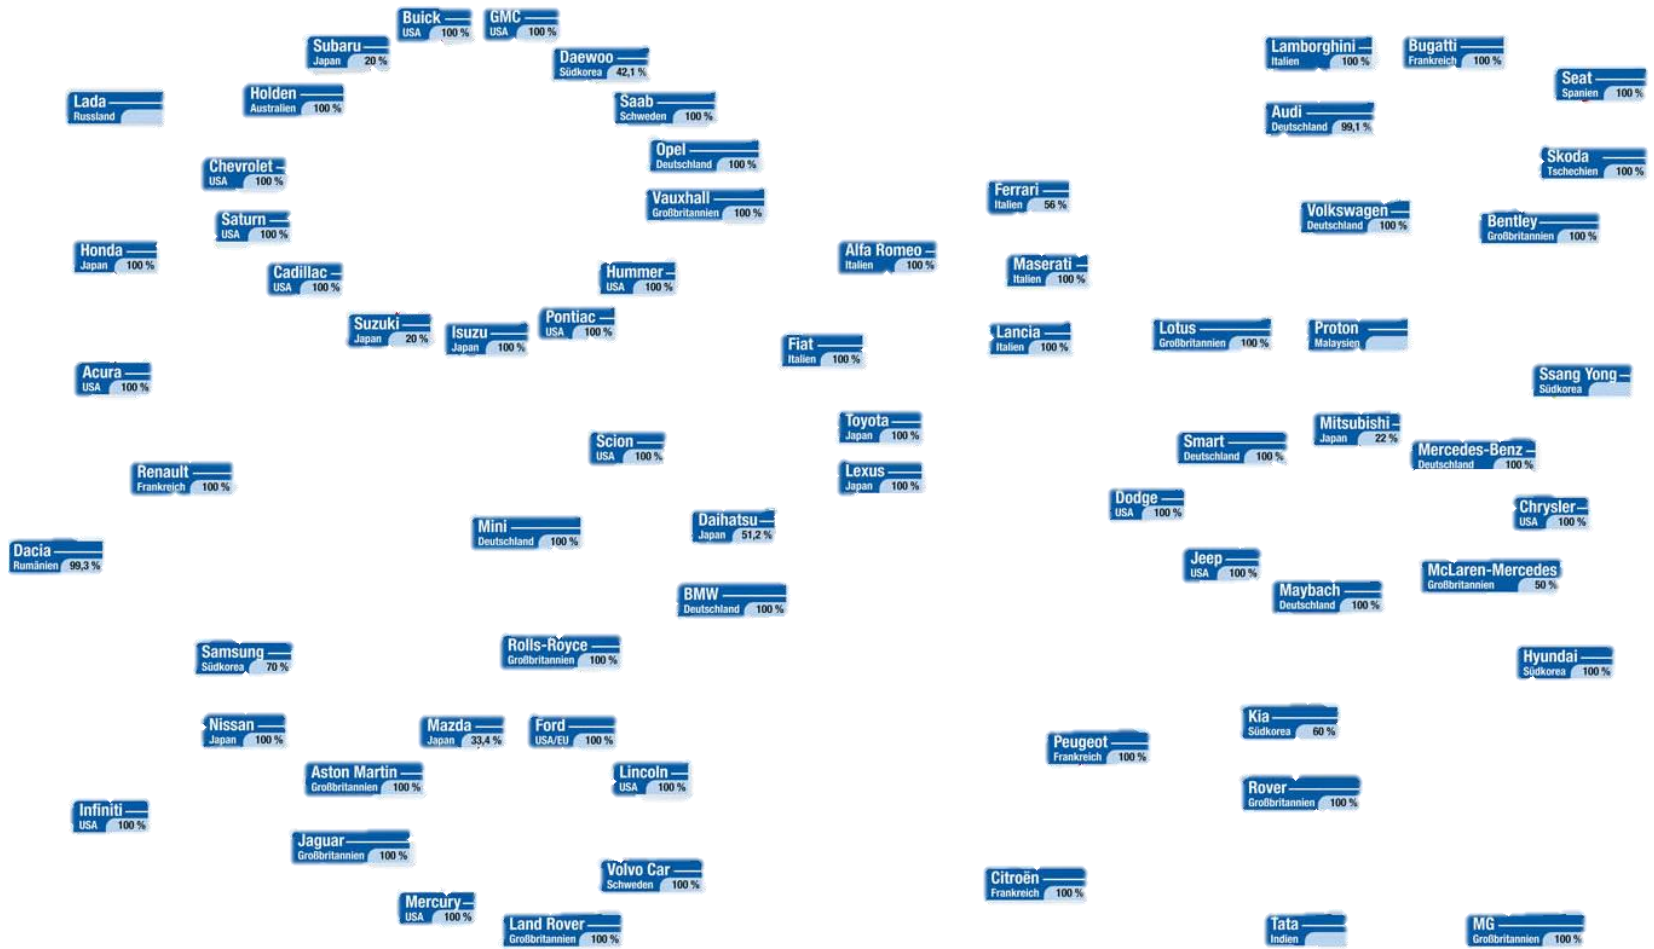 Buick
USA 100 %
GMC
USA 100 %
Subaru
Japan 20 %
Daewoo
Südkorea 42,1 %
Lamborghini
Italien 100 %
Bugatti
Frankreich 100 %
Seat
Spanien 100 %
Lada
Russland
Holden
Australien 100 %
Saab
Schweden 100 %
Audi
Deutschland 99,1 %
Opel
Deutschland 100 %
Skoda
Tschechien 100 %
Chevrolet
USA 100 %
Vauxhall
Großbritannien 100 %
Ferrari
Italien 56 %
Volkswagen
Deutschland 100 %
Bentley
Großbritannien 100 %
Saturn
USA 100 %
Honda
Japan 100 %
Alfa Romeo
Italien 100 %
Maserati
Italien 100 %
Cadillac
USA 100 %
Hummer
USA 100 %
Suzuki
Japan 20 %
Isuzu
Japan 100 %
Pontiac
USA 100 %
Fiat
Italien 100 %
Lancia
Italien 100 %
Lotus
Großbritannien 100 %
Proton
Malaysien
Acura
USA 100 %
Ssang Yong
Südkorea
Toyota
Japan 100 %
Scion
USA 100 %
Smart
Deutschland 100 %
Mitsubishi
Japan 22 %
Mercedes-Benz
Deutschland 100 %
Renault
Frankreich 100 %
Lexus
Japan 100 %
Dodge
USA 100 %
Chrysler
USA 100 %
Mini
Deutschland 100 %
Daihatsu
Japan 51,2 %
Dacia
Rumänien 99,3 %
Jeep
USA 100 %
McLaren-Mercedes
Großbritannien 50 %
BMW
Deutschland 100 %
Maybach
Deutschland 100 %
Samsung
Südkorea 70 %
Rolls-Royce
Großbritannien 100 %
Hyundai
Südkorea 100 %
Nissan
Japan 100 %
Mazda
Japan 33,4 %
Ford
USA/EU 100 %
Peugeot
Frankreich 100 %
Kia
Südkorea 60 %
Aston Martin
Großbritannien 100 %
Lincoln
USA 100 %
Rover
Großbritannien 100 %
Infiniti
USA 100 %
Jaguar
Großbritannien 100 %
Volvo Car
Schweden 100 %
Citroën
Frankreich 100 %
Mercury
USA 100 %
Land Rover
Großbritannien 100 %
Tata
Indien
MG
Großbritannien 100 %